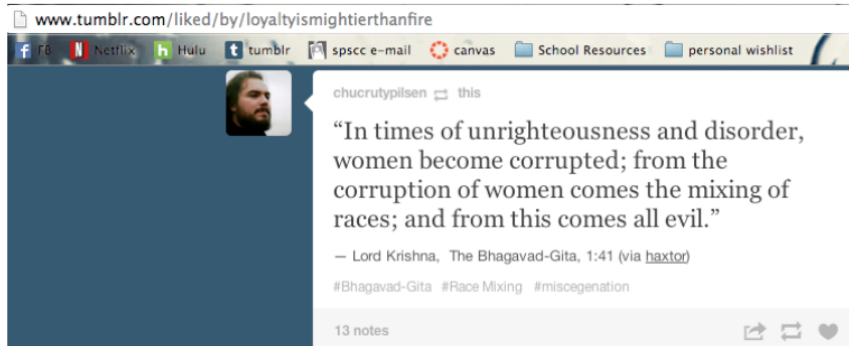 www.tumblr.com/liked/by/loyaltyismightierthanfire
FB Netflix Hulu tumblr spscc e-mail canvas School Resources personal wishlist
chucrutypilsen this
“In times of unrighteousness and disorder,
women become corrupted; from the
corruption of women comes the mixing of
races; and from this comes all evil.”
— Lord Krishna, The Bhagavad-Gita, 1:41 (via haxtor)
#Bhagavad-Gita #Race Mixing #miscegenation
13 notes